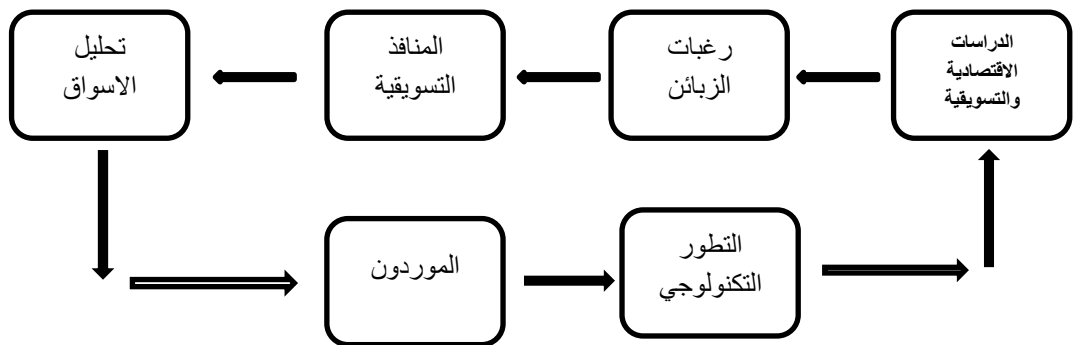 الدراسات
الاقتصادية
والتسويقية
رغبات
الزبائن
المنافذ
التسويقية
تحليل
الاسواق
الموردون
التطور
التكنولوجي